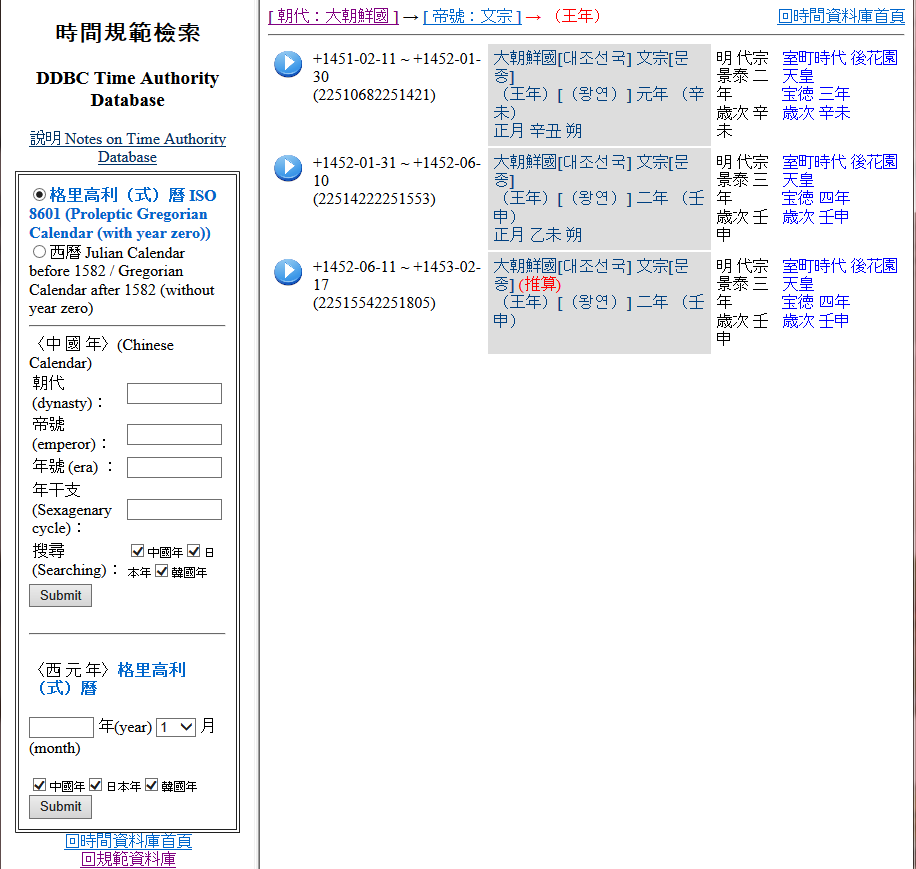 時間規範檢索
DDBC Time Authority
Database
說明 Notes on Time Authority
Database
格里高利（式）曆 ISO
8601 (Proleptic Gregorian
Calendar (with year zero))
西曆 Julian Calendar
before 1582 / Gregorian
Calendar after 1582 (without
year zero)
〈中 國 年〉(Chinese
Calendar)
朝代
(dynasty)：
帝號
(emperor)：
年號 (era) ：
年干支
(Sexagenary
cycle)：
搜尋
(Searching)：
中國年 日
本年 韓國年
Submit
〈西 元 年〉格里高利
（式）曆
年(year) 1 月
(month)
中國年 日本年 韓國年
Submit
回時間資料庫首頁
回規範資料庫
[ 朝代：大朝鮮國 ] → [ 帝號：文宗 ] → （王年） 回時間資料庫首頁
+1451-02-11 ~ +1452-01-
30
(22510682251421)
大朝鮮國[대조선국] 文宗[문
종]
（王年）[（왕연）] 元年 （辛
未）
正月 辛丑 朔
明 代宗
景泰 二
年
歲次 辛
未
室町時代 後花園
天皇
宝徳 三年
歳次 辛未
+1452-01-31 ~ +1452-06-
10
(22514222251553)
大朝鮮國[대조선국] 文宗[문
종]
（王年）[（왕연）] 二年 （壬
申）
正月 乙未 朔
明 代宗
景泰 三
年
歲次 壬
申
室町時代 後花園
天皇
宝徳 四年
歳次 壬申
+1452-06-11 ~ +1453-02-
17
(22515542251805)
大朝鮮國[대조선국] 文宗[문
종] (推算)
（王年）[（왕연）] 二年 （壬
申）
明 代宗
景泰 三
年
歲次 壬
申
室町時代 後花園
天皇
宝徳 四年
歳次 壬申